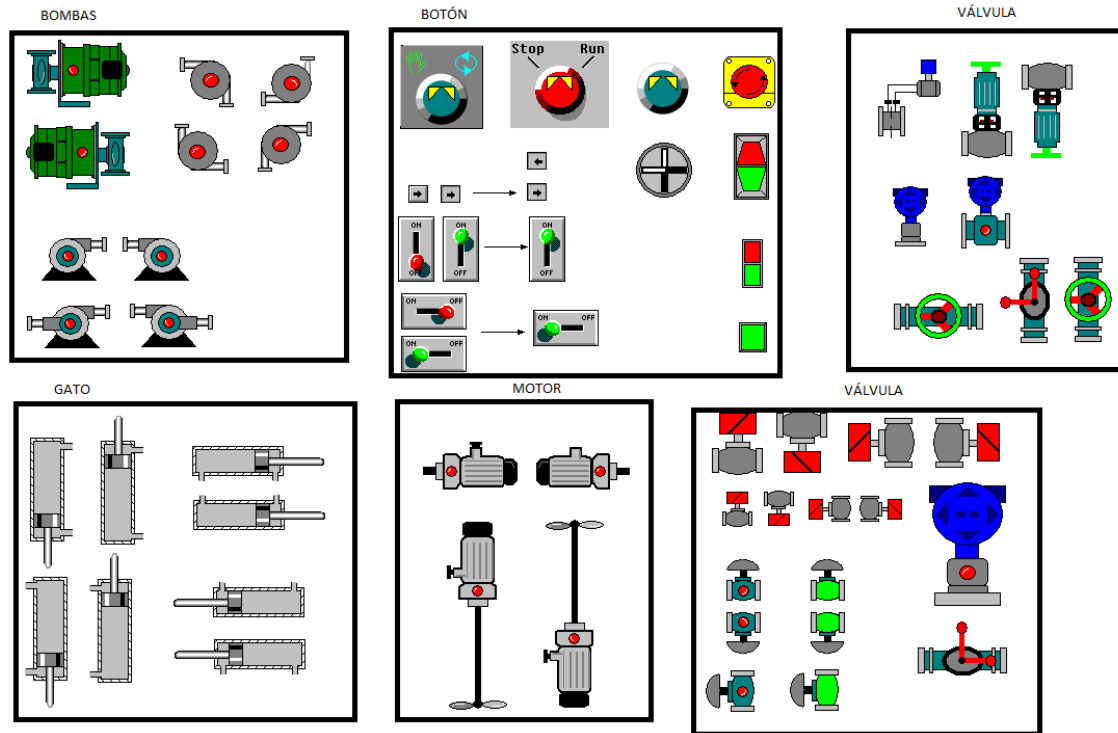 BOMBAS
BOTÓN
VÁLVULA
Stop Run
ON
OFF
ON
OFF
ON
OFF
ON OFF
ON OFF
ON OFF
GATO
MOTOR
VÁLVULA